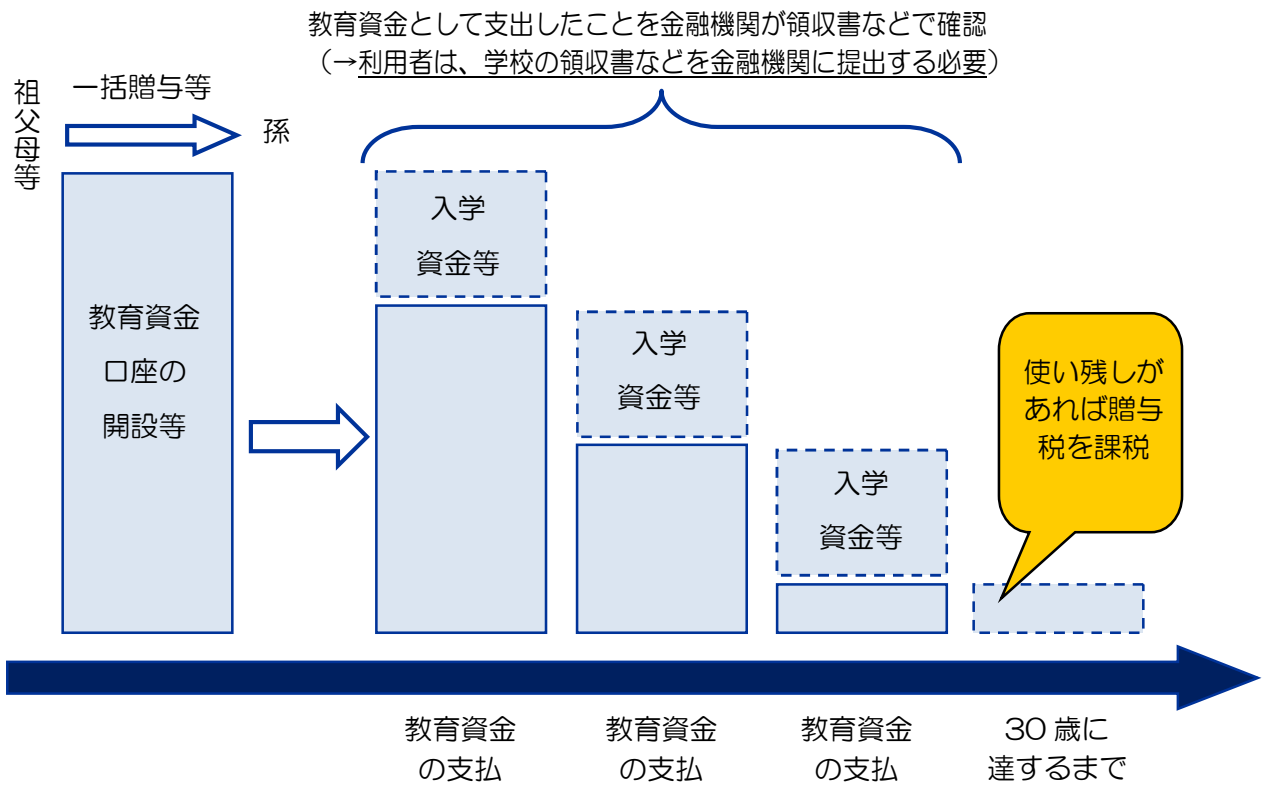 教育資金として支出したことを金融機関が領収書などで確認
（→利用者は、学校の領収書などを金融機関に提出する必要）
祖父母等
一括贈与等
孫
教育資金
口座の
開設等
入学
資金等
入学
資金等
入学
資金等
使い残しが
あれば贈与
税を課税
教育資金
の支払
教育資金
の支払
教育資金
の支払
30 歳に
達するまで